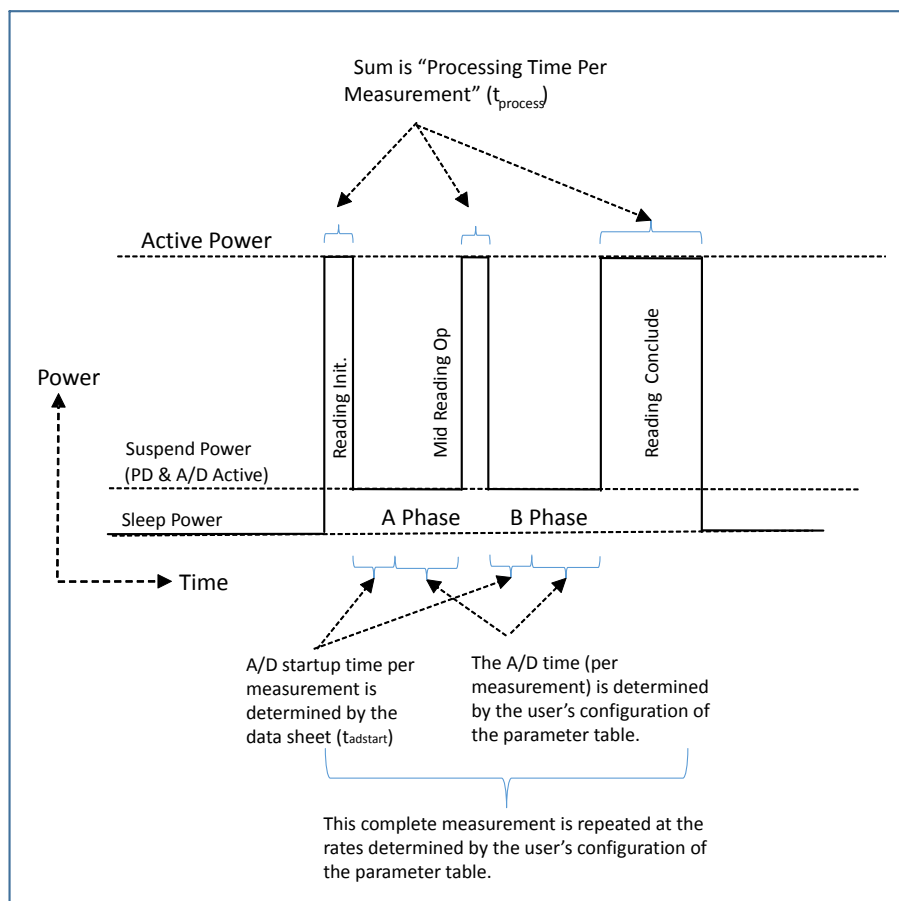 Sum is “Processing Time Per
Measurement” (tprocess)
Active Power
Reading Init.
Mid Reading Op
Reading Conclude
Power
Suspend Power
(PD & A/D Active)
Sleep Power
A Phase
B Phase
Time
A/D startup time per
measurement is
determined by the
data sheet (tadstart)
The A/D time (per
measurement) is determined
by the user’s configuration of
the parameter table.
This complete measurement is repeated at the
rates determined by the user’s configuration of
the parameter table.